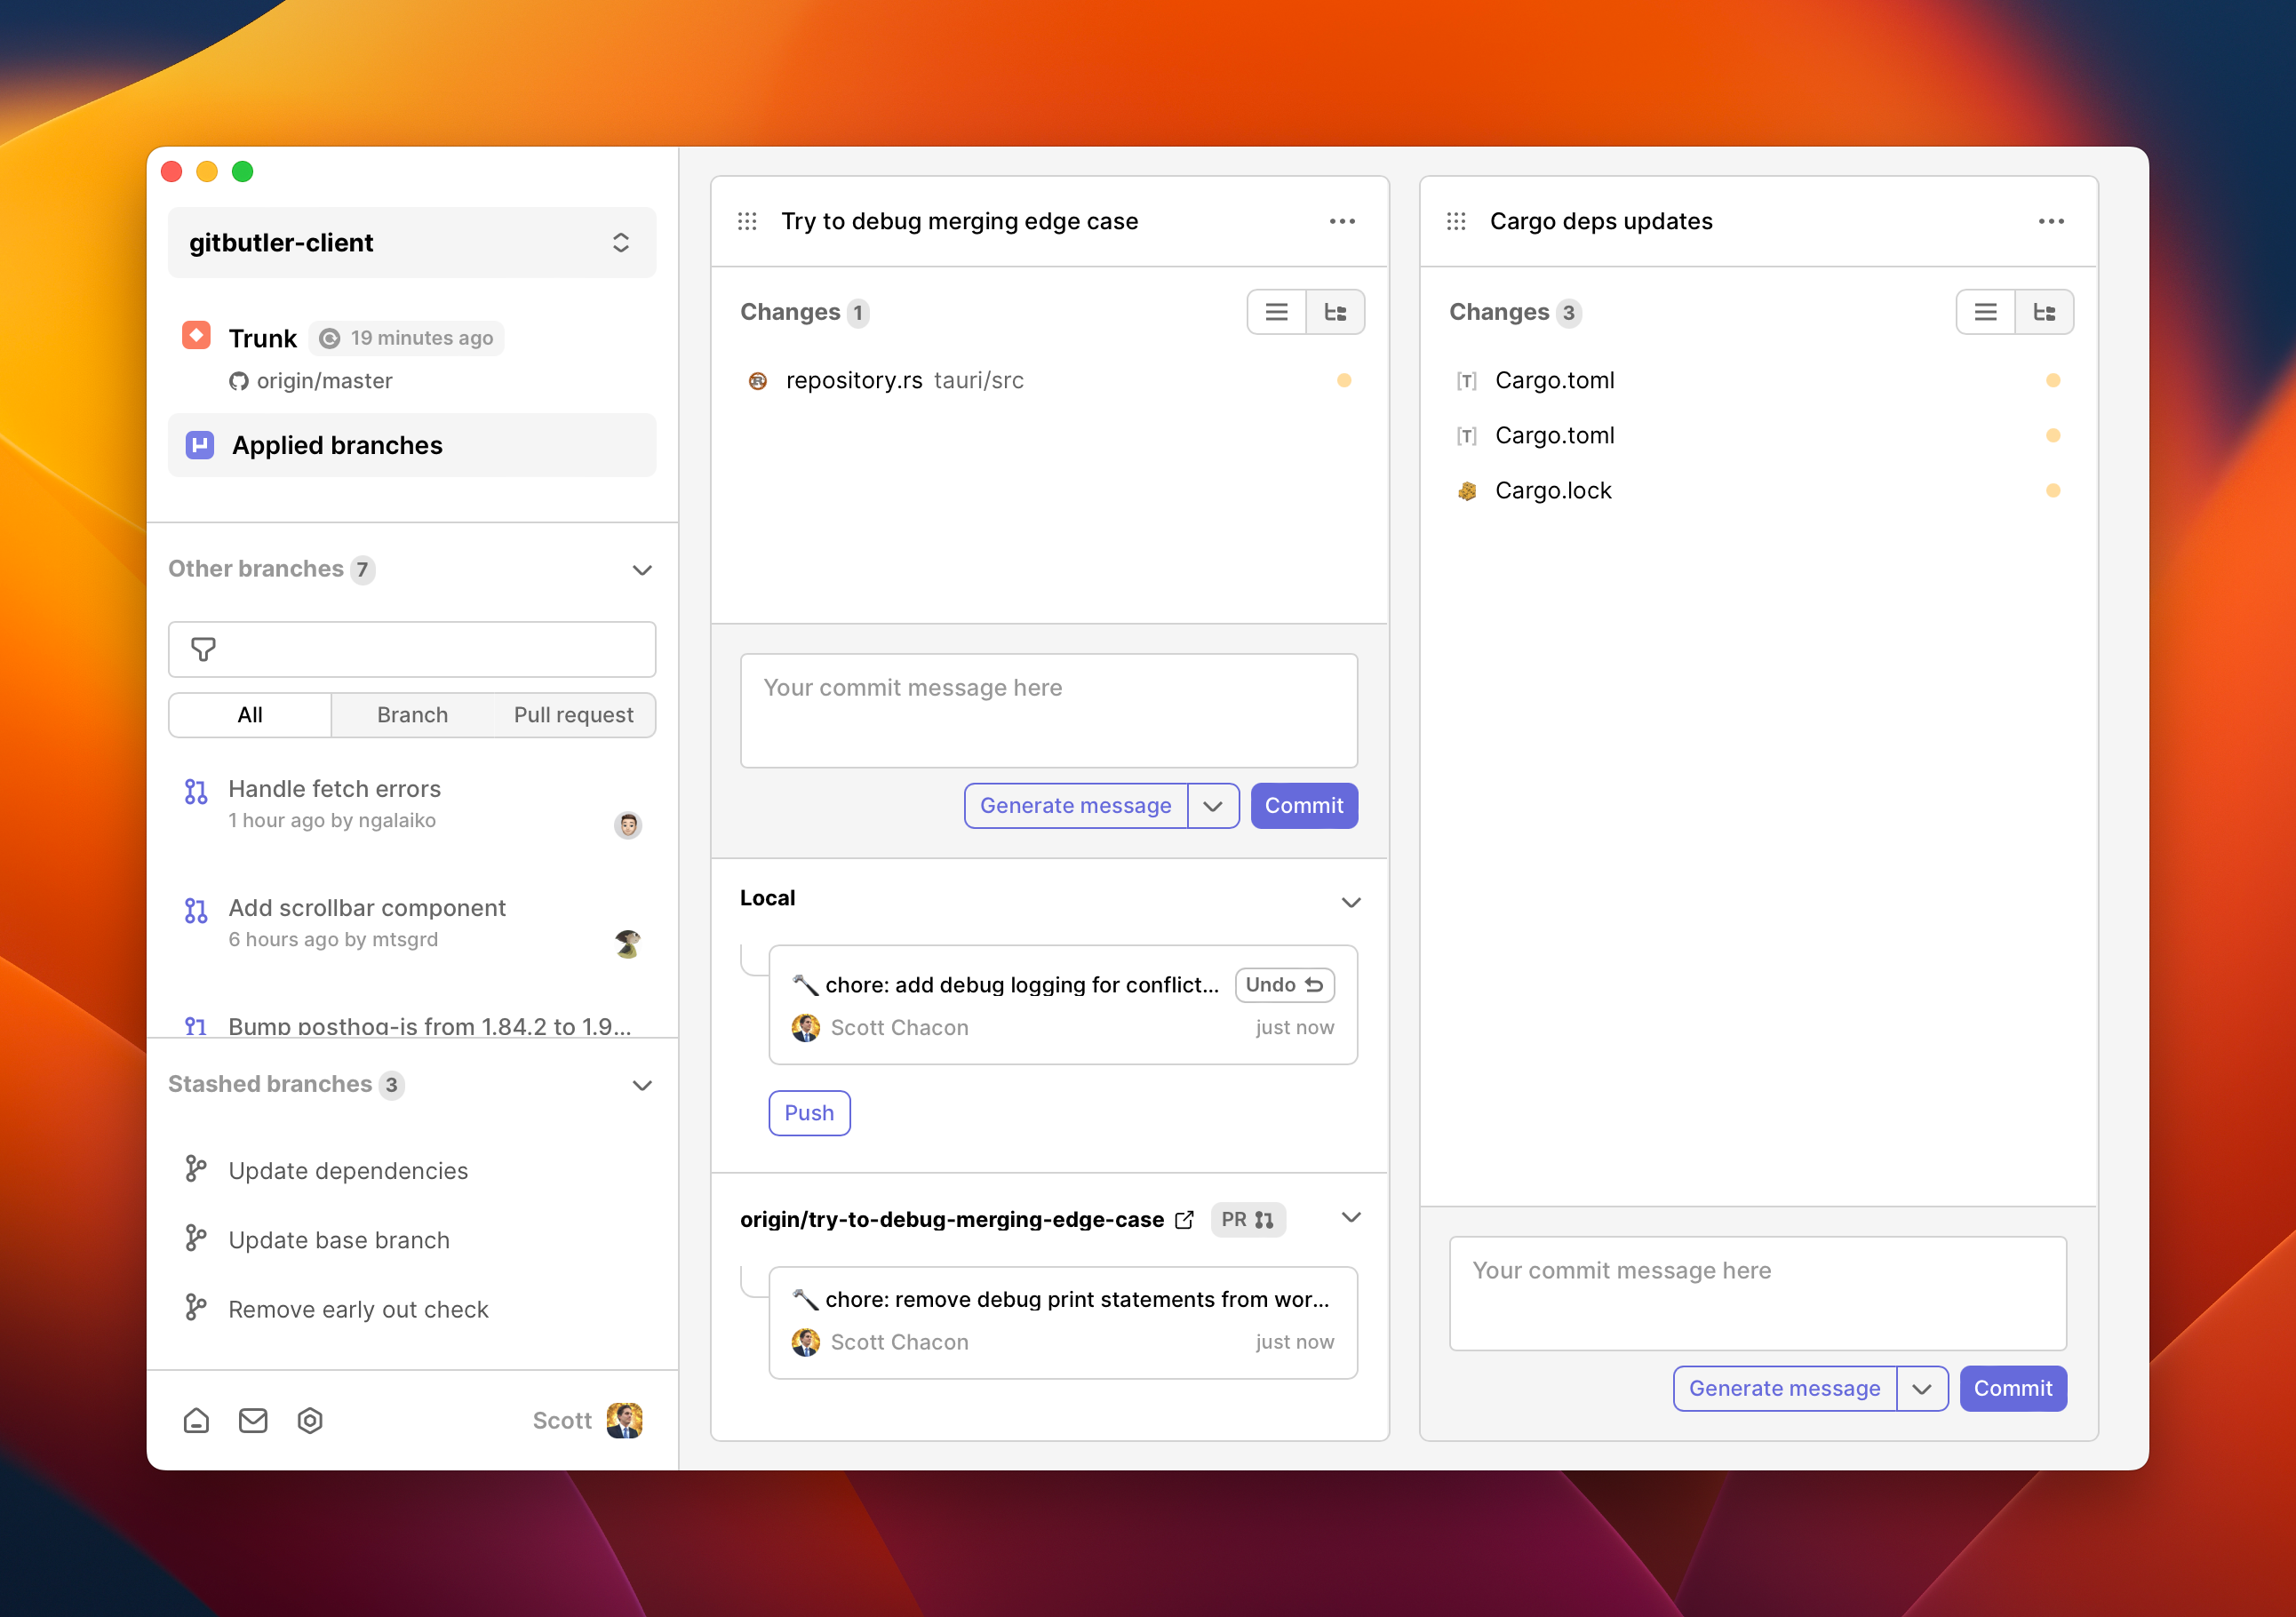 gitbutler-client
Trunk 19 minutes ago
origin/master
Applied branches
Other branches 7
All Branch Pull request
Handle fetch errors
1 hour ago by ngalaiko
Add scrollbar component
6 hours ago by mtsgrd
Bump posthog-js from 1.84.2 to 1.9...
Stashed branches 3
Update dependencies
Update base branch
Remove early out check
Scott
Try to debug merging edge case
Changes 1
repository.rs tauri/src
Your commit message here
Generate message Commit
Local
chore: add debug logging for conflict... Undo
Scott Chacon just now
Push
origin/try-to-debug-merging-edge-case PR
chore: remove debug print statements from wor...
Scott Chacon just now
Cargo deps updates
Changes 3
[T] Cargo.toml
[T] Cargo.toml
Cargo.lock
Your commit message here
Generate message Commit